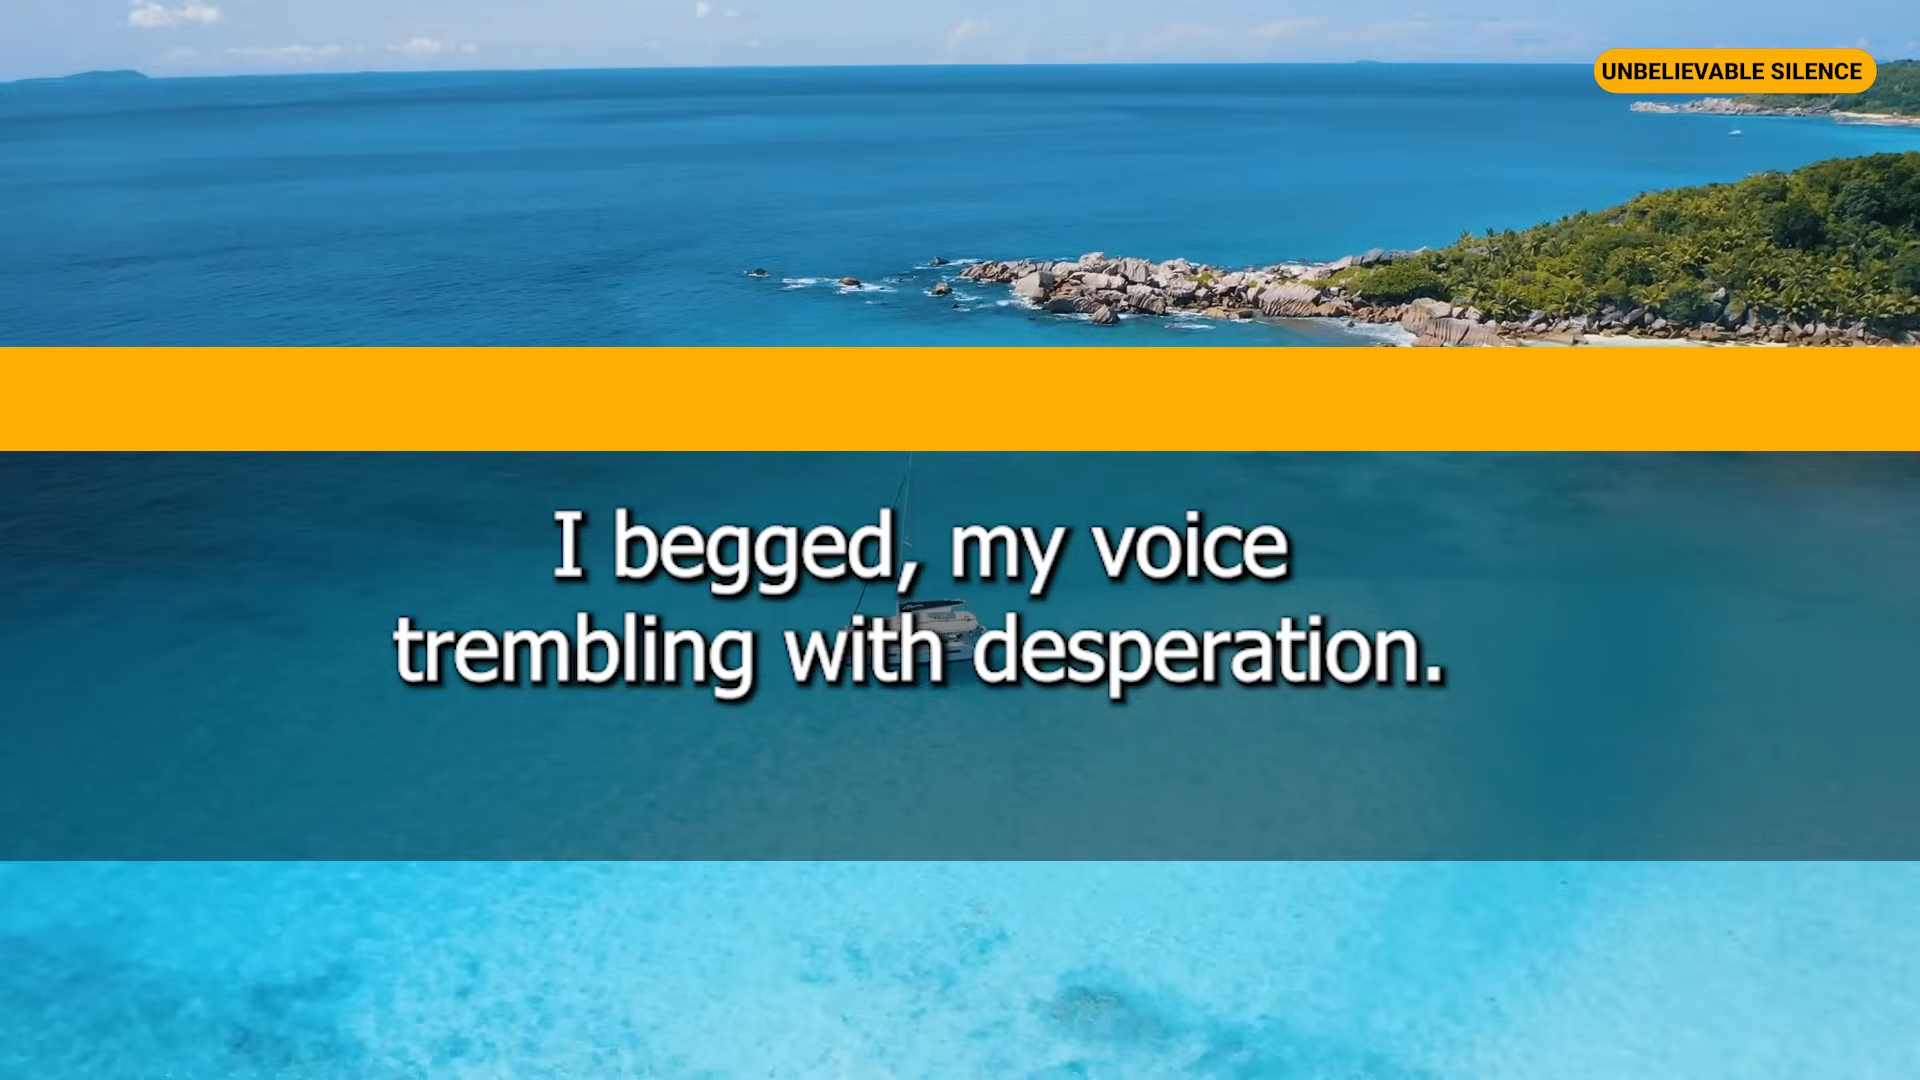 UNBELIEVABLE SILENCE
I begged, my voice
trembling with desperation.